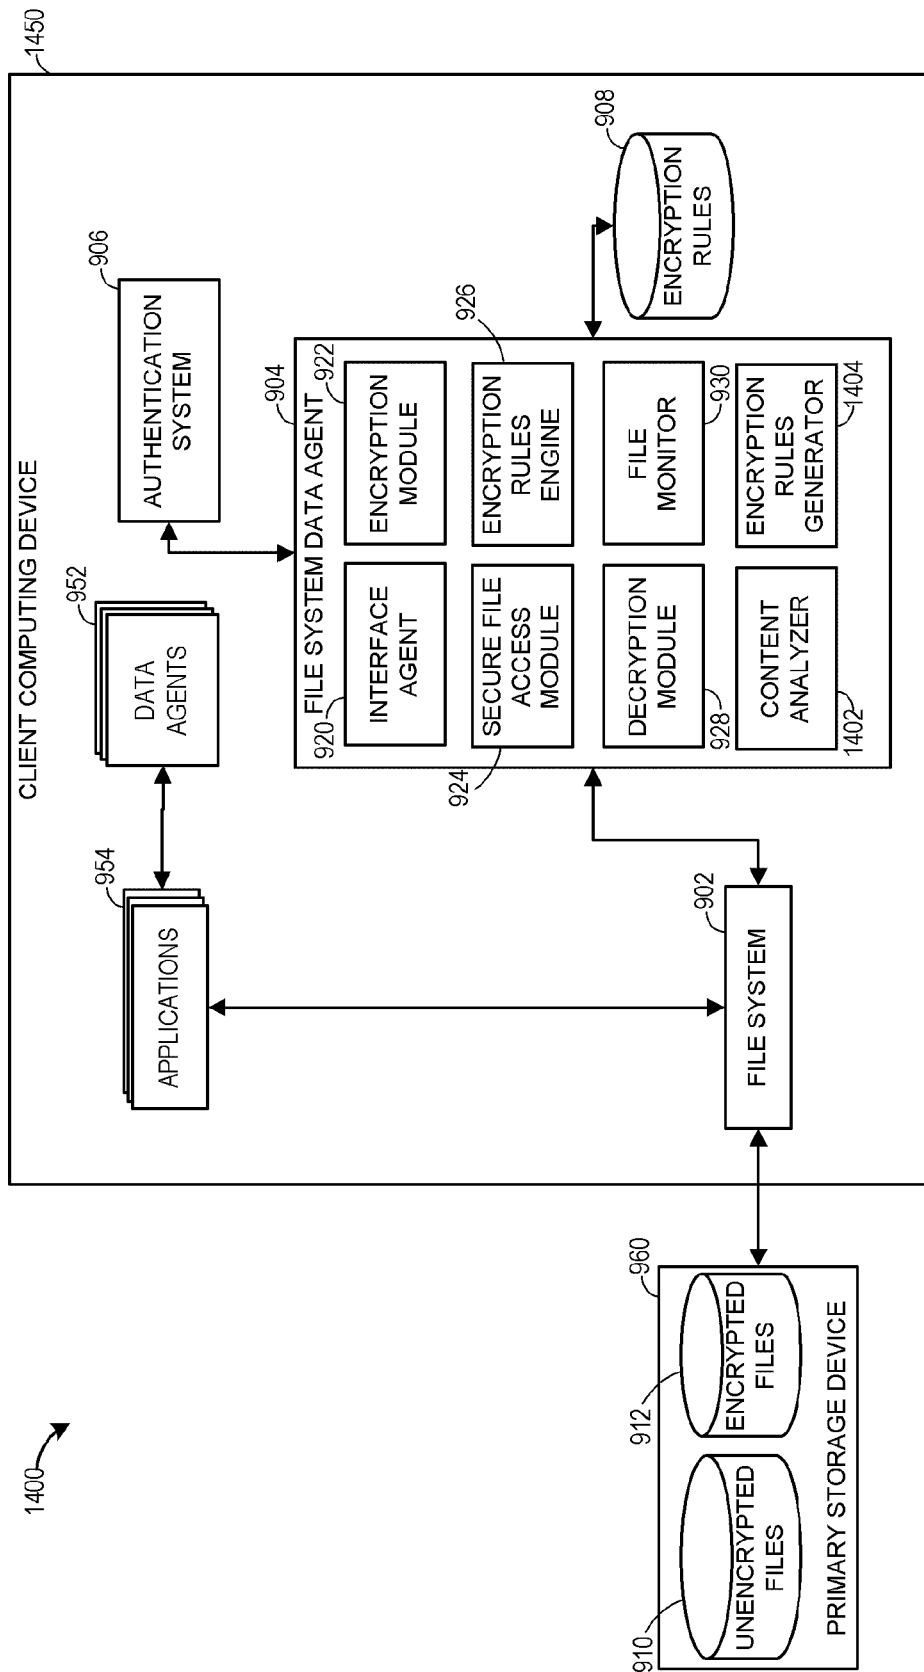 1400
CLIENT COMPUTING DEVICE
1450
954
APPLICATIONS
952
DATA
AGENTS
906
AUTHENTICATION
SYSTEM
904
FILE SYSTEM DATA AGENT
920
INTERFACE
AGENT
922
ENCRYPTION
MODULE
924
SECURE FILE
ACCESS
MODULE
926
ENCRYPTION
RULES
ENGINE
928
DECRYPTION
MODULE
930
FILE
MONITOR
1402
CONTENT
ANALYZER
1404
ENCRYPTION
RULES
GENERATOR
908
ENCRYPTION
RULES
902
FILE SYSTEM
960
910
UNENCRYPTED
FILES
912
ENCRYPTED
FILES
PRIMARY STORAGE DEVICE